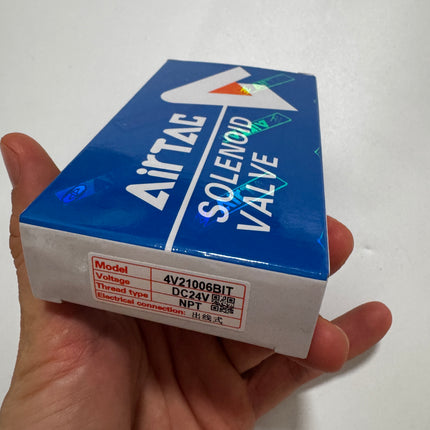 AirTAC
SOLENOID
VALVE
Model 4V21006BIT
Voltage DC24V
Thread type NPT
Electrical connection: 出线式